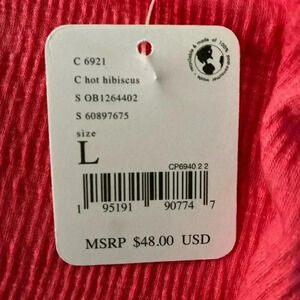 C 6921
C hot hibiscus
S OB1264402
S 60897675
size
L
CP6940 2 2
1 95191 90774 7
MSRP $48.00 USD